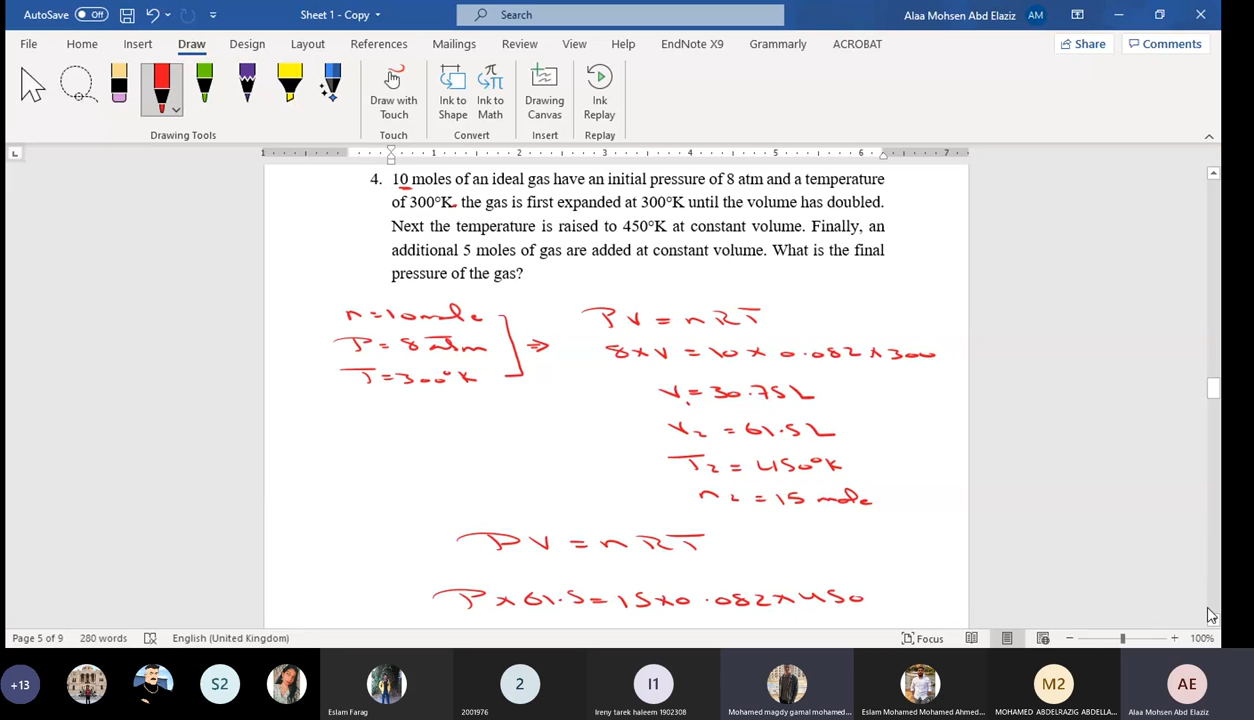 AutoSave Off Sheet 1 - Copy Search Alaa Mohsen Abd Elaziz AM
File Home Insert Draw Design Layout References Mailings Review View Help EndNote X9 Grammarly ACROBAT Share Comments
Draw with Touch
Ink to Shape
Ink to Math
Drawing Canvas
Ink Replay
Drawing Tools Touch Convert Insert Replay
1 1 2 3 4 5 6 7
4. 10 moles of an ideal gas have an initial pressure of 8 atm and a temperature
of 300°K. the gas is first expanded at 300°K until the volume has doubled.
Next the temperature is raised to 450°K at constant volume. Finally, an
additional 5 moles of gas are added at constant volume. What is the final
pressure of the gas?
n = 10 mole
P = 8 atm
T = 300°K
⇒
PV = nRT
8 × V = 10 × 0.082 × 300
V = 30.75 L
V2 = 61.5 L
T2 = 450°K
n2 = 15 mole
PV = nRT
P × 61.5 = 15 × 0.082 × 450
Page 5 of 9 280 words English (United Kingdom) Focus 100%
+13 S2 2 I1 M2 AE
Eslam Farag 2001976 Ireny tarek haleem 1902308 Mohamed magdy gamal mohamed... Eslam Mohamed Mohamed Ahmed... MOHAMED ABDELRAZIG ABDELLA... Alaa Mohsen Abd Elaziz